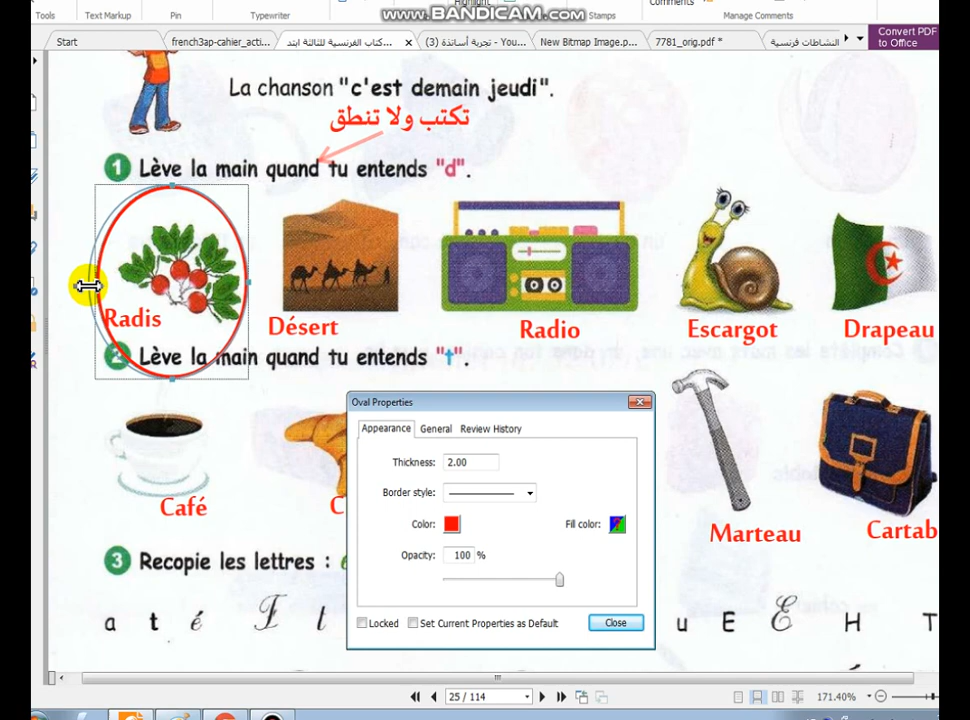 Highlight
Comments
www.BANDICAM.com
Tools Text Markup Pin Typewriter Stamps Manage Comments
Start french3ap-cahier_acti... كتاب الفرنسية للثالثة ابتد... تجربة أساتذة (3) - You... New Bitmap Image.p... 7781_orig.pdf * النشاطات فرنسية
Convert PDF
to Office
La chanson "c'est demain jeudi".
تكتب ولا تنطق
1 Lève la main quand tu entends "d".
Radis Désert Radio Escargot Drapeau
2 Lève la main quand tu entends "t".
Café C Marteau Cartab
Oval Properties
Appearance General Review History
Thickness: 2.00
Border style:
Color: Fill color:
Opacity: 100 %
Locked Set Current Properties as Default Close
3 Recopie les lettres : é
a t é T t u E E H T
25 / 114 171.40%